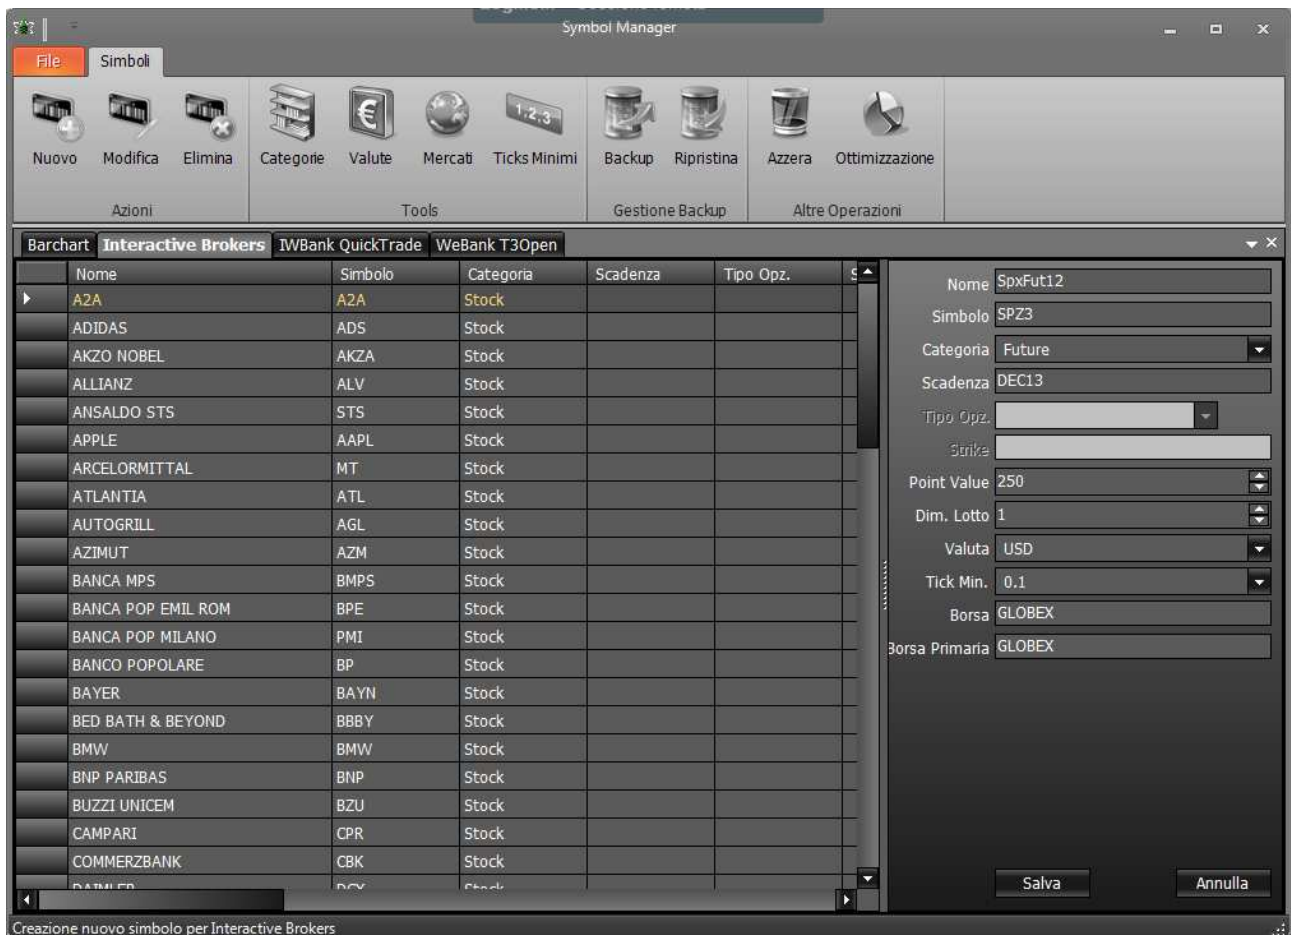 Symbol Manager
File Simboli
Nuovo Modifica Elimina Categorie Valute Mercati Ticks Minimi Backup Ripristina Azzera Ottimizzazione
1,2,3
Azioni Tools Gestione Backup Altre Operazioni
Barchart Interactive Brokers IWBank QuickTrade WeBank T3Open
Nome Simbolo Categoria Scadenza Tipo Opz.
A2A A2A Stock
ADIDAS ADS Stock
AKZO NOBEL AKZA Stock
ALLIANZ ALV Stock
ANSALDO STS STS Stock
APPLE AAPL Stock
ARCELORMITTAL MT Stock
ATLANTIA ATL Stock
AUTOGRILL AGL Stock
AZIMUT AZM Stock
BANCA MPS BMPS Stock
BANCA POP EMIL ROM BPE Stock
BANCA POP MILANO PMI Stock
BANCO POPOLARE BP Stock
BAYER BAYN Stock
BED BATH & BEYOND BBBY Stock
BMW BMW Stock
BNP PARIBAS BNP Stock
BUZZI UNICEM BZU Stock
CAMPARI CPR Stock
COMMERZBANK CBK Stock
Nome SpxFut12
Simbolo SPZ3
Categoria Future
Scadenza DEC13
Tipo Opz.
Strike
Point Value 250
Dim. Lotto 1
Valuta USD
Tick Min. 0.1
Borsa GLOBEX
Borsa Primaria GLOBEX
Salva Annulla
Creazione nuovo simbolo per Interactive Brokers